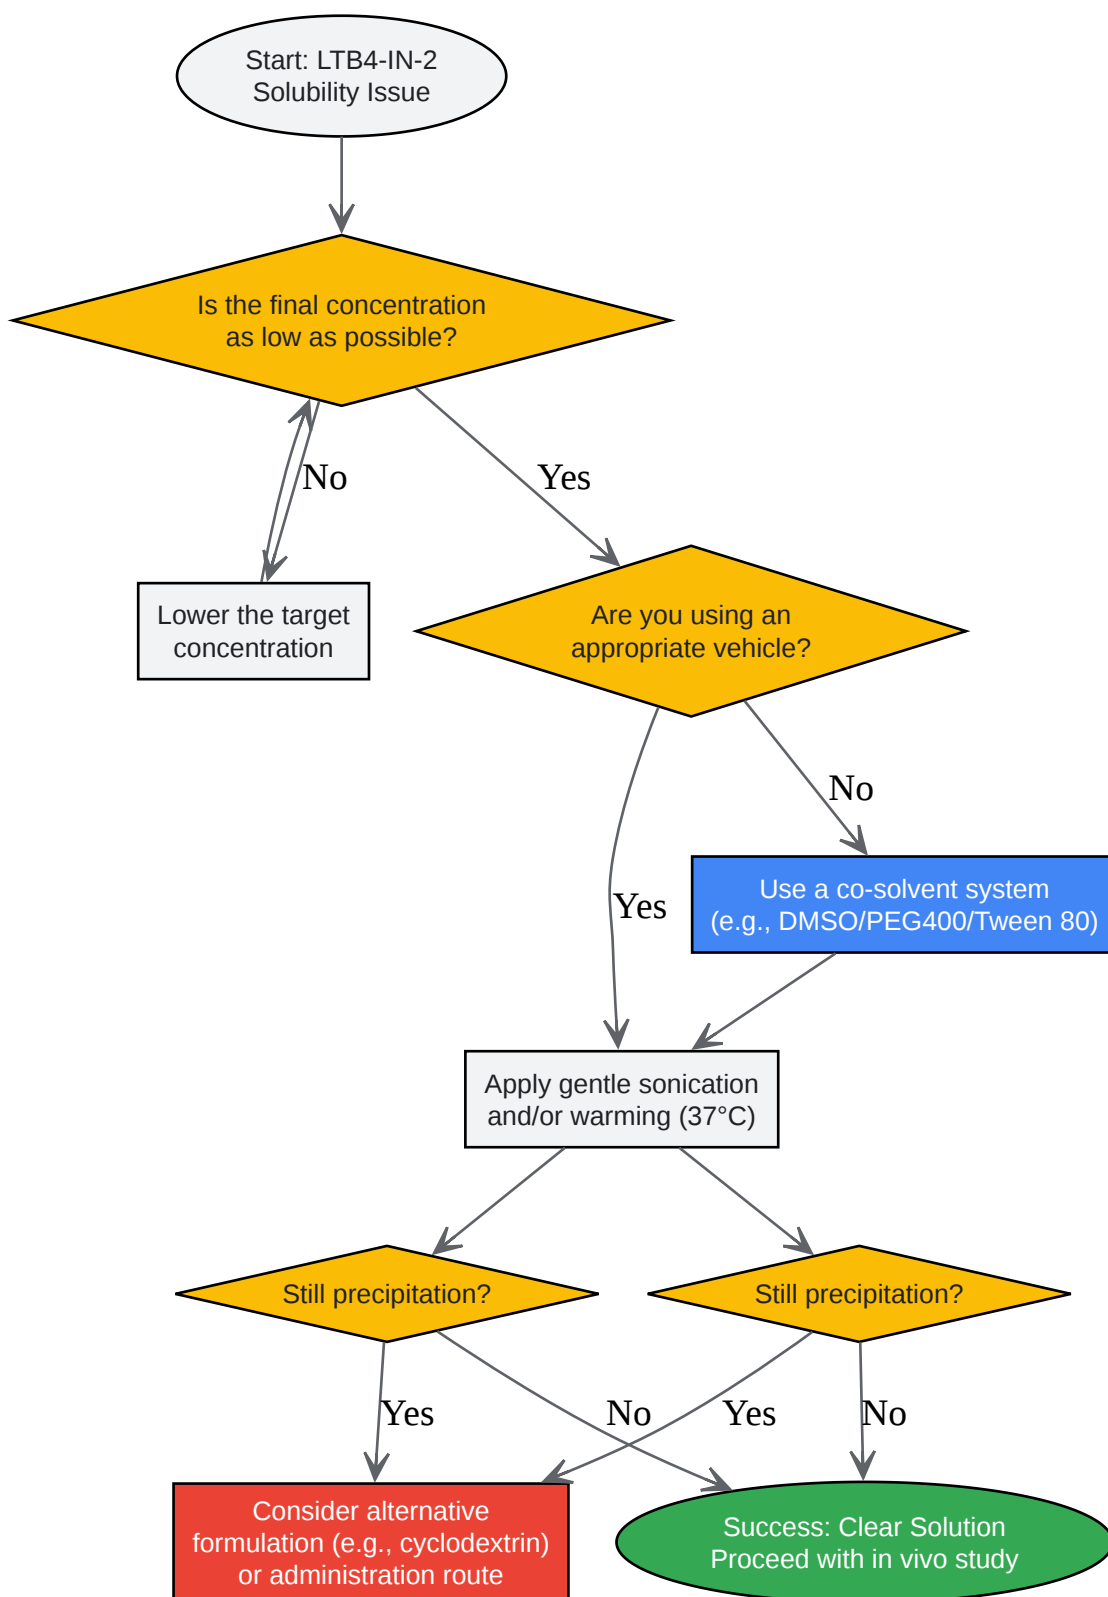 Start: LTB4-IN-2
Solubility Issue
Is the final concentration
as low as possible?
No
Yes
Lower the target
concentration
Are you using an
appropriate vehicle?
No
Yes
Use a co-solvent system
(e.g., DMSO/PEG400/Tween 80)
Apply gentle sonication
and/or warming (37°C)
Still precipitation?
Still precipitation?
Yes
No
Yes
No
Consider alternative
formulation (e.g., cyclodextrin)
or administration route
Success: Clear Solution
Proceed with in vivo study